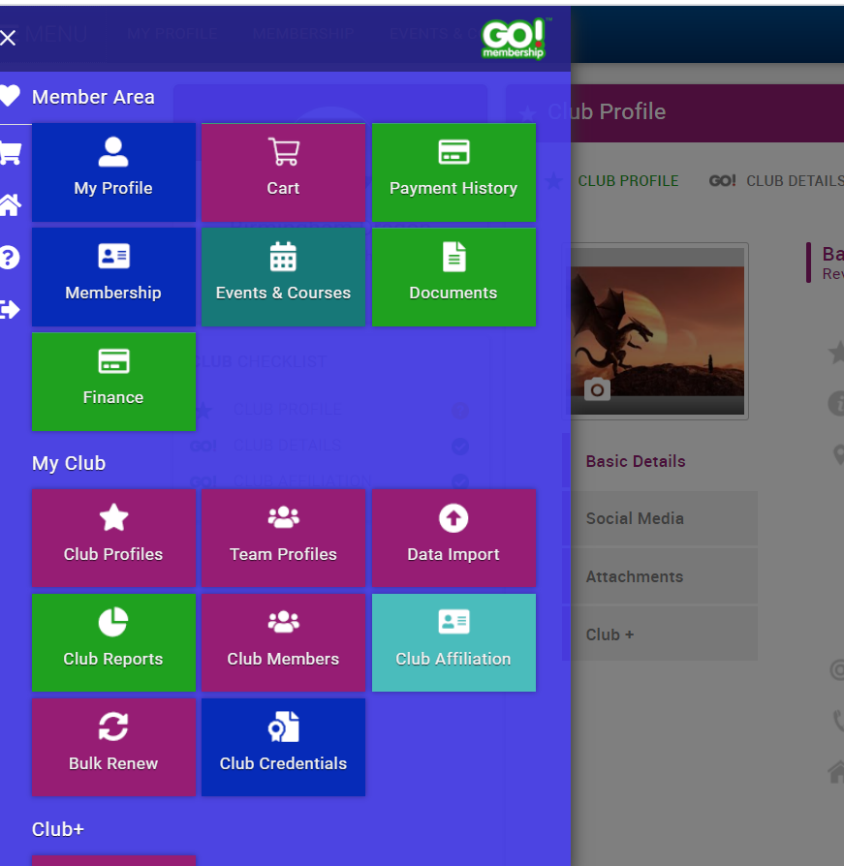 MENU MY PROFILE MEMBERSHIP EVENTS & C
GO!
membership
Member Area
My Profile
Cart
Payment History
Membership
Events & Courses
Documents
Finance
My Club
Club Profiles
Team Profiles
Data Import
Club Reports
Club Members
Club Affiliation
Bulk Renew
Club Credentials
Club+
CLUB CHECKLIST
CLUB PROFILE
GO! CLUB DETAILS
GO! CLUB AFFILIATION
Club Profile
CLUB PROFILE GO! CLUB DETAILS
Ba
Rev
Basic Details
Social Media
Attachments
Club +